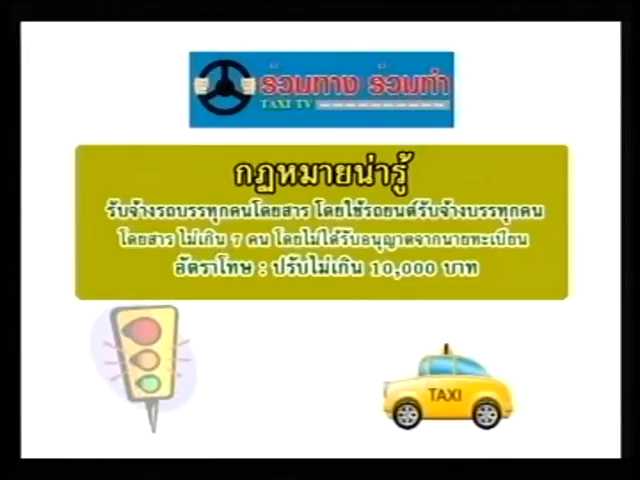 ร่วมทาง ร่วมทำ
TAXI TV
กฎหมายน่ารู้
รับจ้างรถบรรทุกคนโดยสาร โดยใช้รถยนต์รับจ้างบรรทุกคน
โดยสาร ไม่เกิน 7 คน โดยไม่ได้รับอนุญาตจากนายทะเบียน
อัตราโทษ : ปรับไม่เกิน 10,000 บาท
TAXI